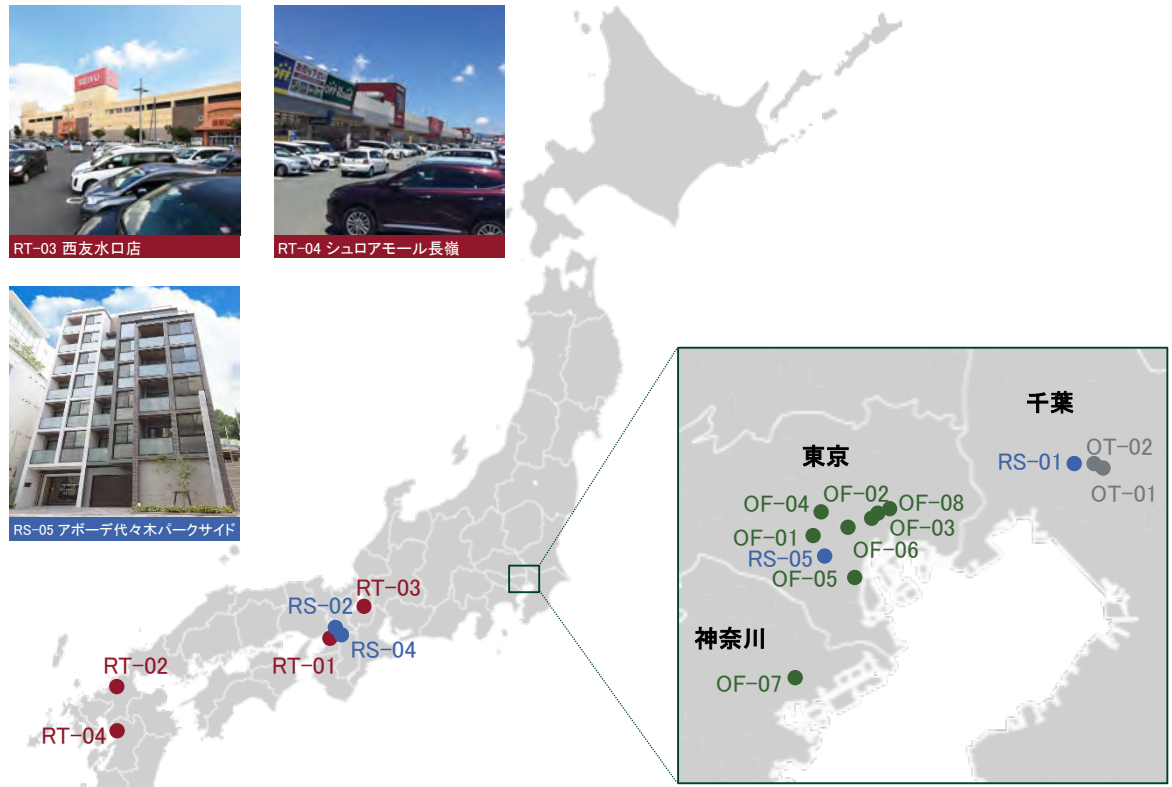 SEIYU
RT-03 西友水口店
RT-04 シュロアモール長嶺
RS-05 アボーデ代々木パークサイド
RT-03
RS-02
RS-04
RT-01
RT-02
RT-04
千葉
OT-02
RS-01
OT-01
東京
OF-02
OF-04
OF-08
OF-03
OF-01
OF-06
RS-05
OF-05
神奈川
OF-07